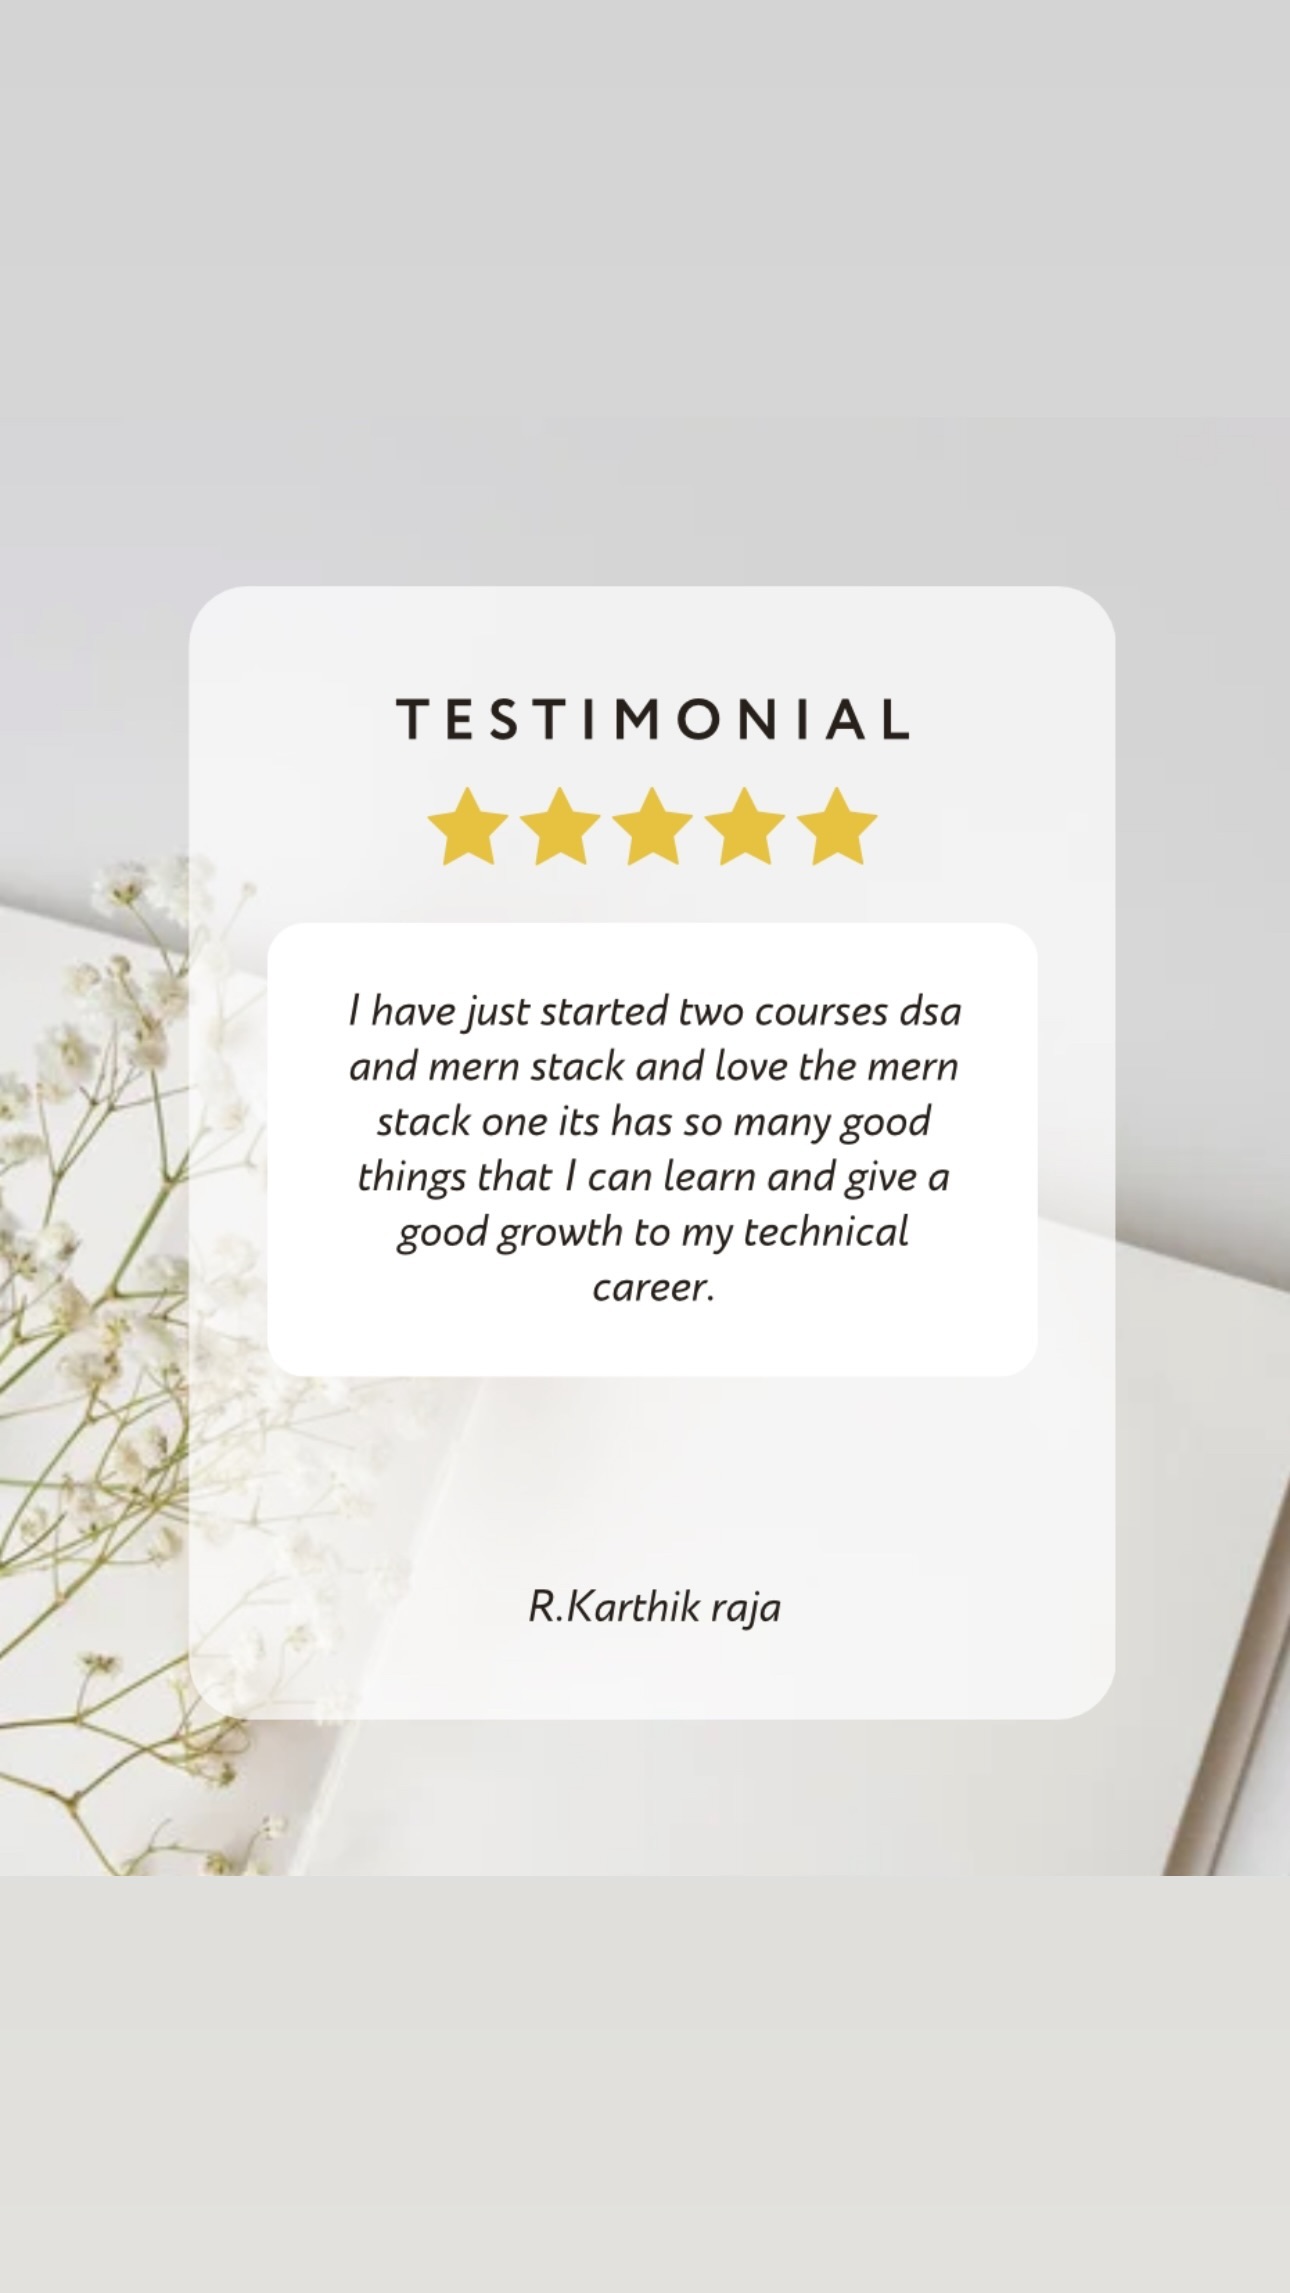 TESTIMONIAL
I have just started two courses dsa
and mern stack and love the mern
stack one its has so many good
things that I can learn and give a
good growth to my technical
career.
R.Karthik raja